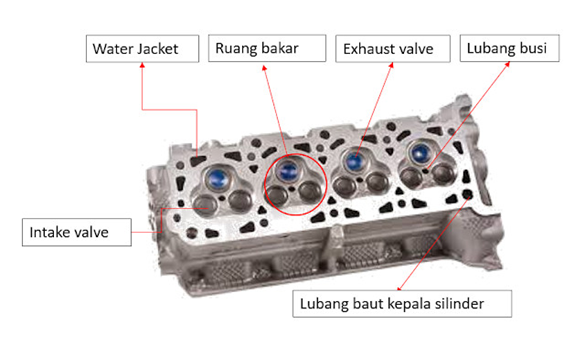 Water Jacket
Ruang bakar
Exhaust valve
Lubang busi
Intake valve
Lubang baut kepala silinder